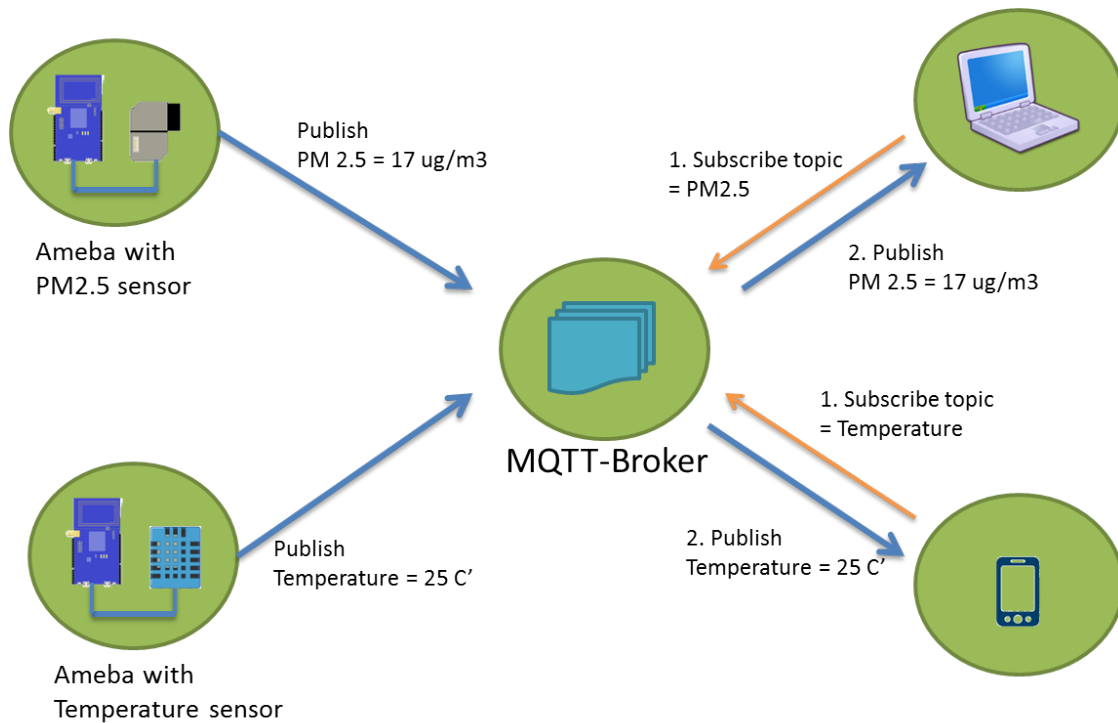 Publish
PM 2.5 = 17 ug/m3
1. Subscribe topic
= PM2.5
2. Publish
PM 2.5 = 17 ug/m3
Ameba with
PM2.5 sensor
MQTT-Broker
1. Subscribe topic
= Temperature
Publish
Temperature = 25 C’
2. Publish
Temperature = 25 C’
Ameba with
Temperature sensor